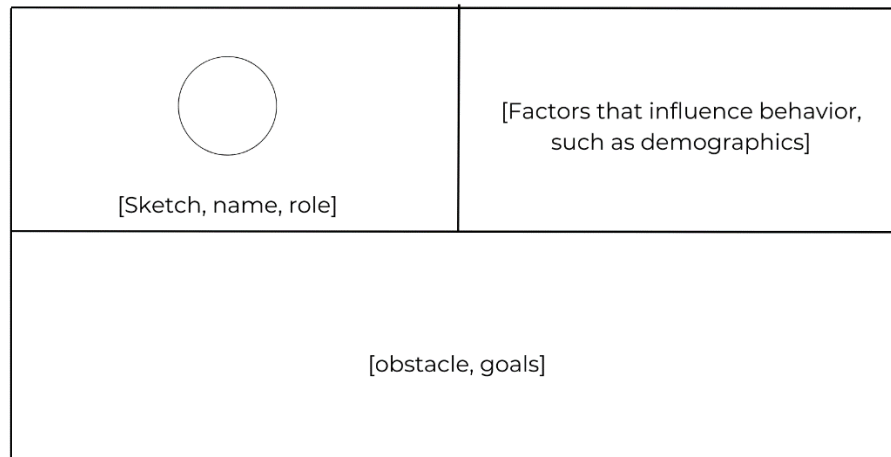 [Sketch, name, role]
[Factors that influence behavior,
such as demographics]
[obstacle, goals]